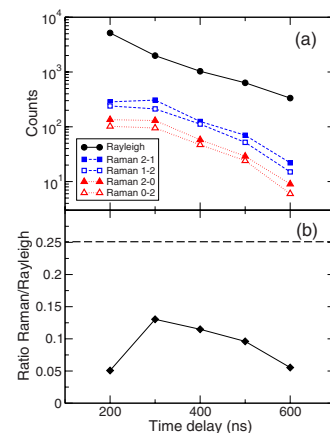 10^4
(a)
10^3
Counts
10^2
10^1
Rayleigh
Raman 2-1
Raman 1-2
Raman 2-0
Raman 0-2
(b)
0.25
0.2
0.15
0.1
0.05
0
Ratio Raman/Rayleigh
200 300 400 500 600
Time delay (ns)